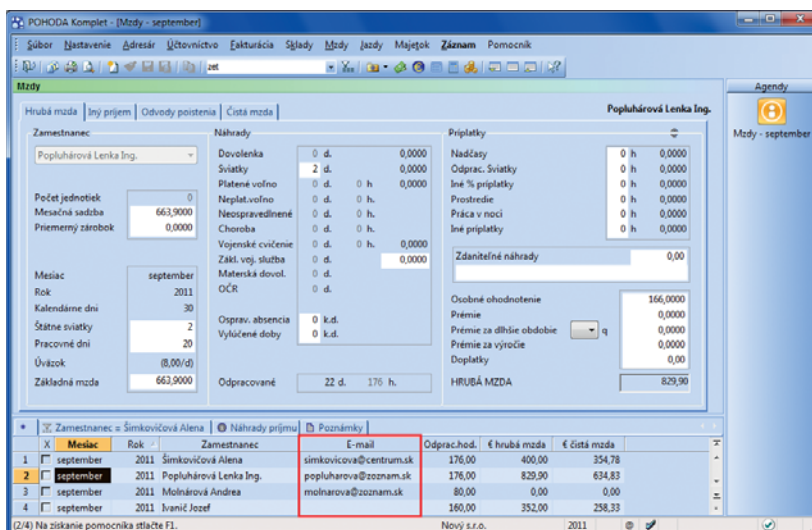 POHODA Komplet - [Mzdy - september]
Súbor Nastavenie Adresár Účtovníctvo Fakturácia Sklady Mzdy Jazdy Majetok Záznam Pomocník
zet
Mzdy
Agendy
Mzdy - september
Hrubá mzda Iný príjem Odvody poistenia Čistá mzda
Popluhárová Lenka Ing.
Zamestnanec
Popluhárová Lenka Ing.
Počet jednotiek 0
Mesačná sadzba 663,9000
Priemerný zárobok 0,0000
Mesiac september
Rok 2011
Kalendárne dni 30
Štátne sviatky 2
Pracovné dni 20
Úväzok (8,00/d)
Základná mzda 663,9000
Náhrady
Dovolenka 0 d. 0,0000
Sviatky 2 d. 0,0000
Platené voľno 0 d. 0 h 0,0000
Neplat.voľno 0 d. 0 h.
Neospravedlnené 0 d. 0 h.
Choroba 0 d. 0 h.
Vojenské cvičenie 0 d. 0 h. 0,0000
Zákl. voj. služba 0 d. 0,0000
Materská dovol. 0 d.
OČR 0 d.
Osprav. absencia 0 k.d.
Vylúčené doby 0 k.d.
Odpracované 22 d. 176 h.
Príplatky
Nadčasy 0 h 0,0000
Odprac. Sviatky 0 h 0,0000
Iné % príplatky 0 h 0,0000
Prostredie 0 h 0,0000
Práca v noci 0 h 0,0000
Iné príplatky 0 h 0,0000
Zdaniteľné náhrady 0,00
Osobné ohodnotenie 166,0000
Prémie 0,0000
Prémie za dlhšie obdobie q 0,0000
Prémie za výročie 0,0000
Doplatky 0,00
HRUBÁ MZDA 829,90
* Zamestnanec = Šimkovičová Alena Náhrady príjmu Poznámky
X Mesiac Rok Zamestnanec E-mail Odprac.hod. € hrubá mzda € čistá mzda
1 september 2011 Šimkovičová Alena simkovicova@centrum.sk 176,00 400,00 354,78
2 september 2011 Popluhárová Lenka Ing. popluharova@zoznam.sk 176,00 829,90 634,83
3 september 2011 Molnárová Andrea molnarova@zoznam.sk 80,00 0,00 0,00
4 september 2011 Ivanič Jozef 160,00 352,00 258,33
(2/4) Na získanie pomocníka stlačte F1. Nový s.r.o. 2011 @